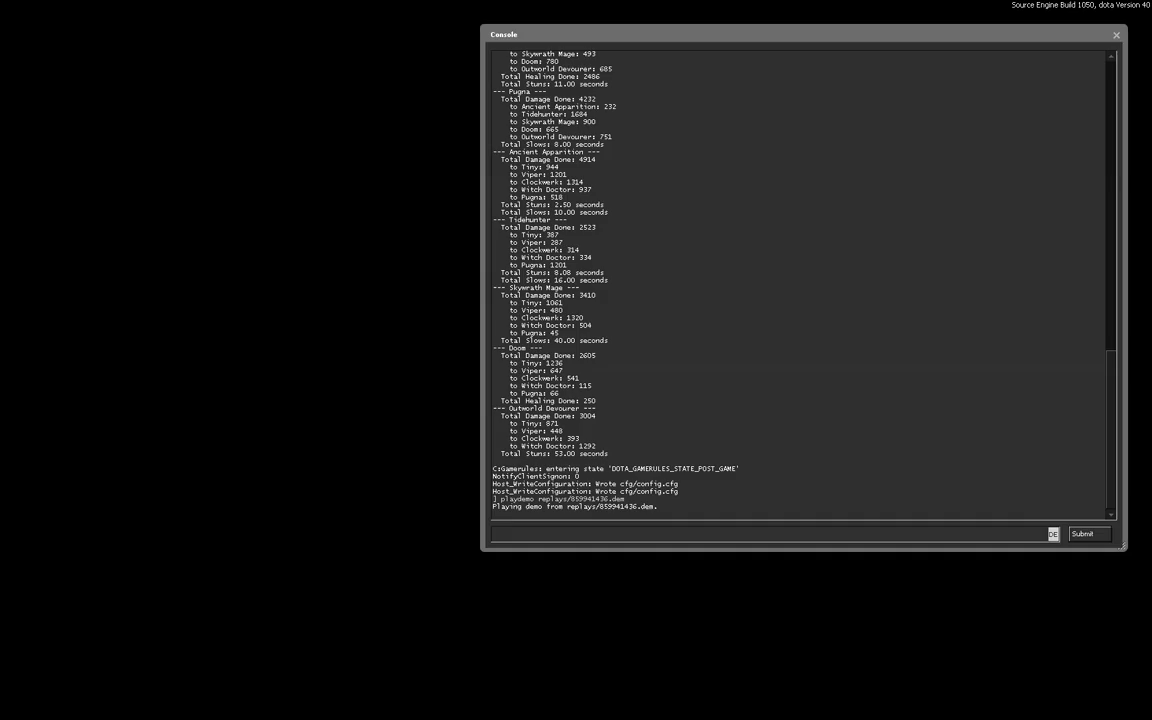 Source Engine Build 1050, dota Version 40
Console
to Skywrath Mage: 493
to Doom: 780
to Outworld Devourer: 685
Total Healing Done: 2486
Total Stuns: 11.00 seconds
--- Pugna ---
Total Damage Done: 4232
to Ancient Apparition: 232
to Tidehunter: 1684
to Skywrath Mage: 900
to Doom: 665
to Outworld Devourer: 751
Total Slows: 8.00 seconds
--- Ancient Apparition ---
Total Damage Done: 4914
to Tiny: 944
to Viper: 1201
to Clockwerk: 1314
to Witch Doctor: 937
to Pugna: 518
Total Stuns: 2.50 seconds
Total Slows: 10.00 seconds
--- Tidehunter ---
Total Damage Done: 2523
to Tiny: 387
to Viper: 287
to Clockwerk: 314
to Witch Doctor: 334
to Pugna: 1201
Total Stuns: 8.08 seconds
Total Slows: 16.00 seconds
--- Skywrath Mage ---
Total Damage Done: 3410
to Tiny: 1061
to Viper: 480
to Clockwerk: 1320
to Witch Doctor: 504
to Pugna: 45
Total Slows: 40.00 seconds
--- Doom ---
Total Damage Done: 2605
to Tiny: 1236
to Viper: 647
to Clockwerk: 541
to Witch Doctor: 115
to Pugna: 66
Total Healing Done: 250
--- Outworld Devourer ---
Total Damage Done: 3004
to Tiny: 871
to Viper: 448
to Clockwerk: 393
to Witch Doctor: 1292
Total Stuns: 53.00 seconds
C:Gamerules: entering state 'DOTA_GAMERULES_STATE_POST_GAME'
NotifyClientSignon: 0
Host_WriteConfiguration: Wrote cfg/config.cfg
Host_WriteConfiguration: Wrote cfg/config.cfg
] playdemo replays/859941436.dem
Playing demo from replays/859941436.dem.
DE
Submit